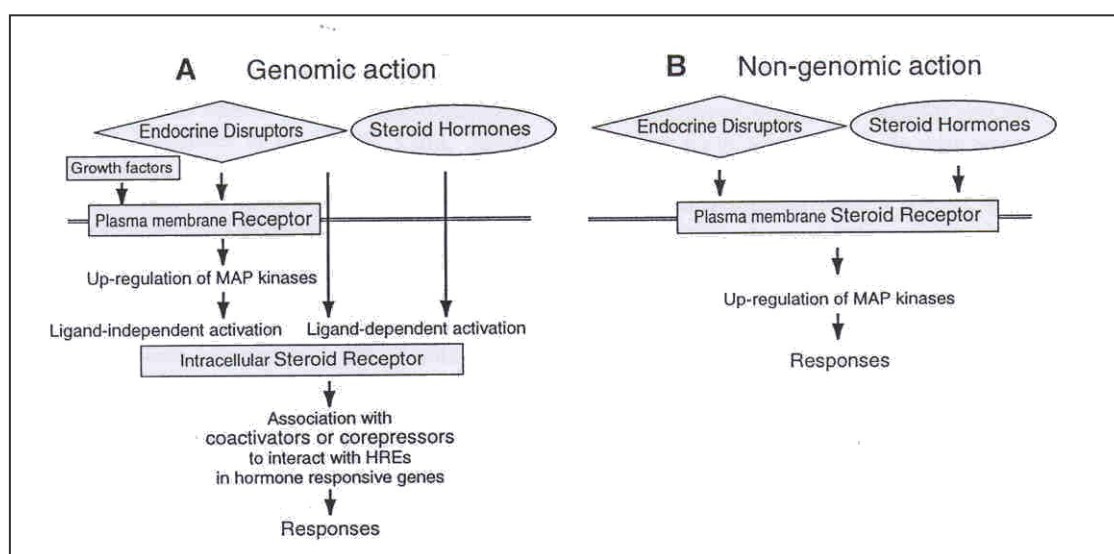 A Genomic action
Endocrine Disruptors
Steroid Hormones
Growth factors
Plasma membrane Receptor
Up-regulation of MAP kinases
Ligand-independent activation
Ligand-dependent activation
Intracellular Steroid Receptor
Association with
coactivators or corepressors
to interact with HREs
in hormone responsive genes
Responses
B Non-genomic action
Endocrine Disruptors
Steroid Hormones
Plasma membrane Steroid Receptor
Up-regulation of MAP kinases
Responses